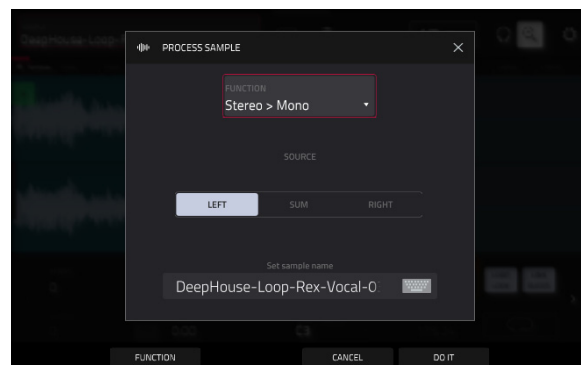 PROCESS SAMPLE
FUNCTION
Stereo > Mono
SOURCE
LEFT SUM RIGHT
Set sample name
DeepHouse-Loop-Rex-Vocal-0
FUNCTION CANCEL DO IT